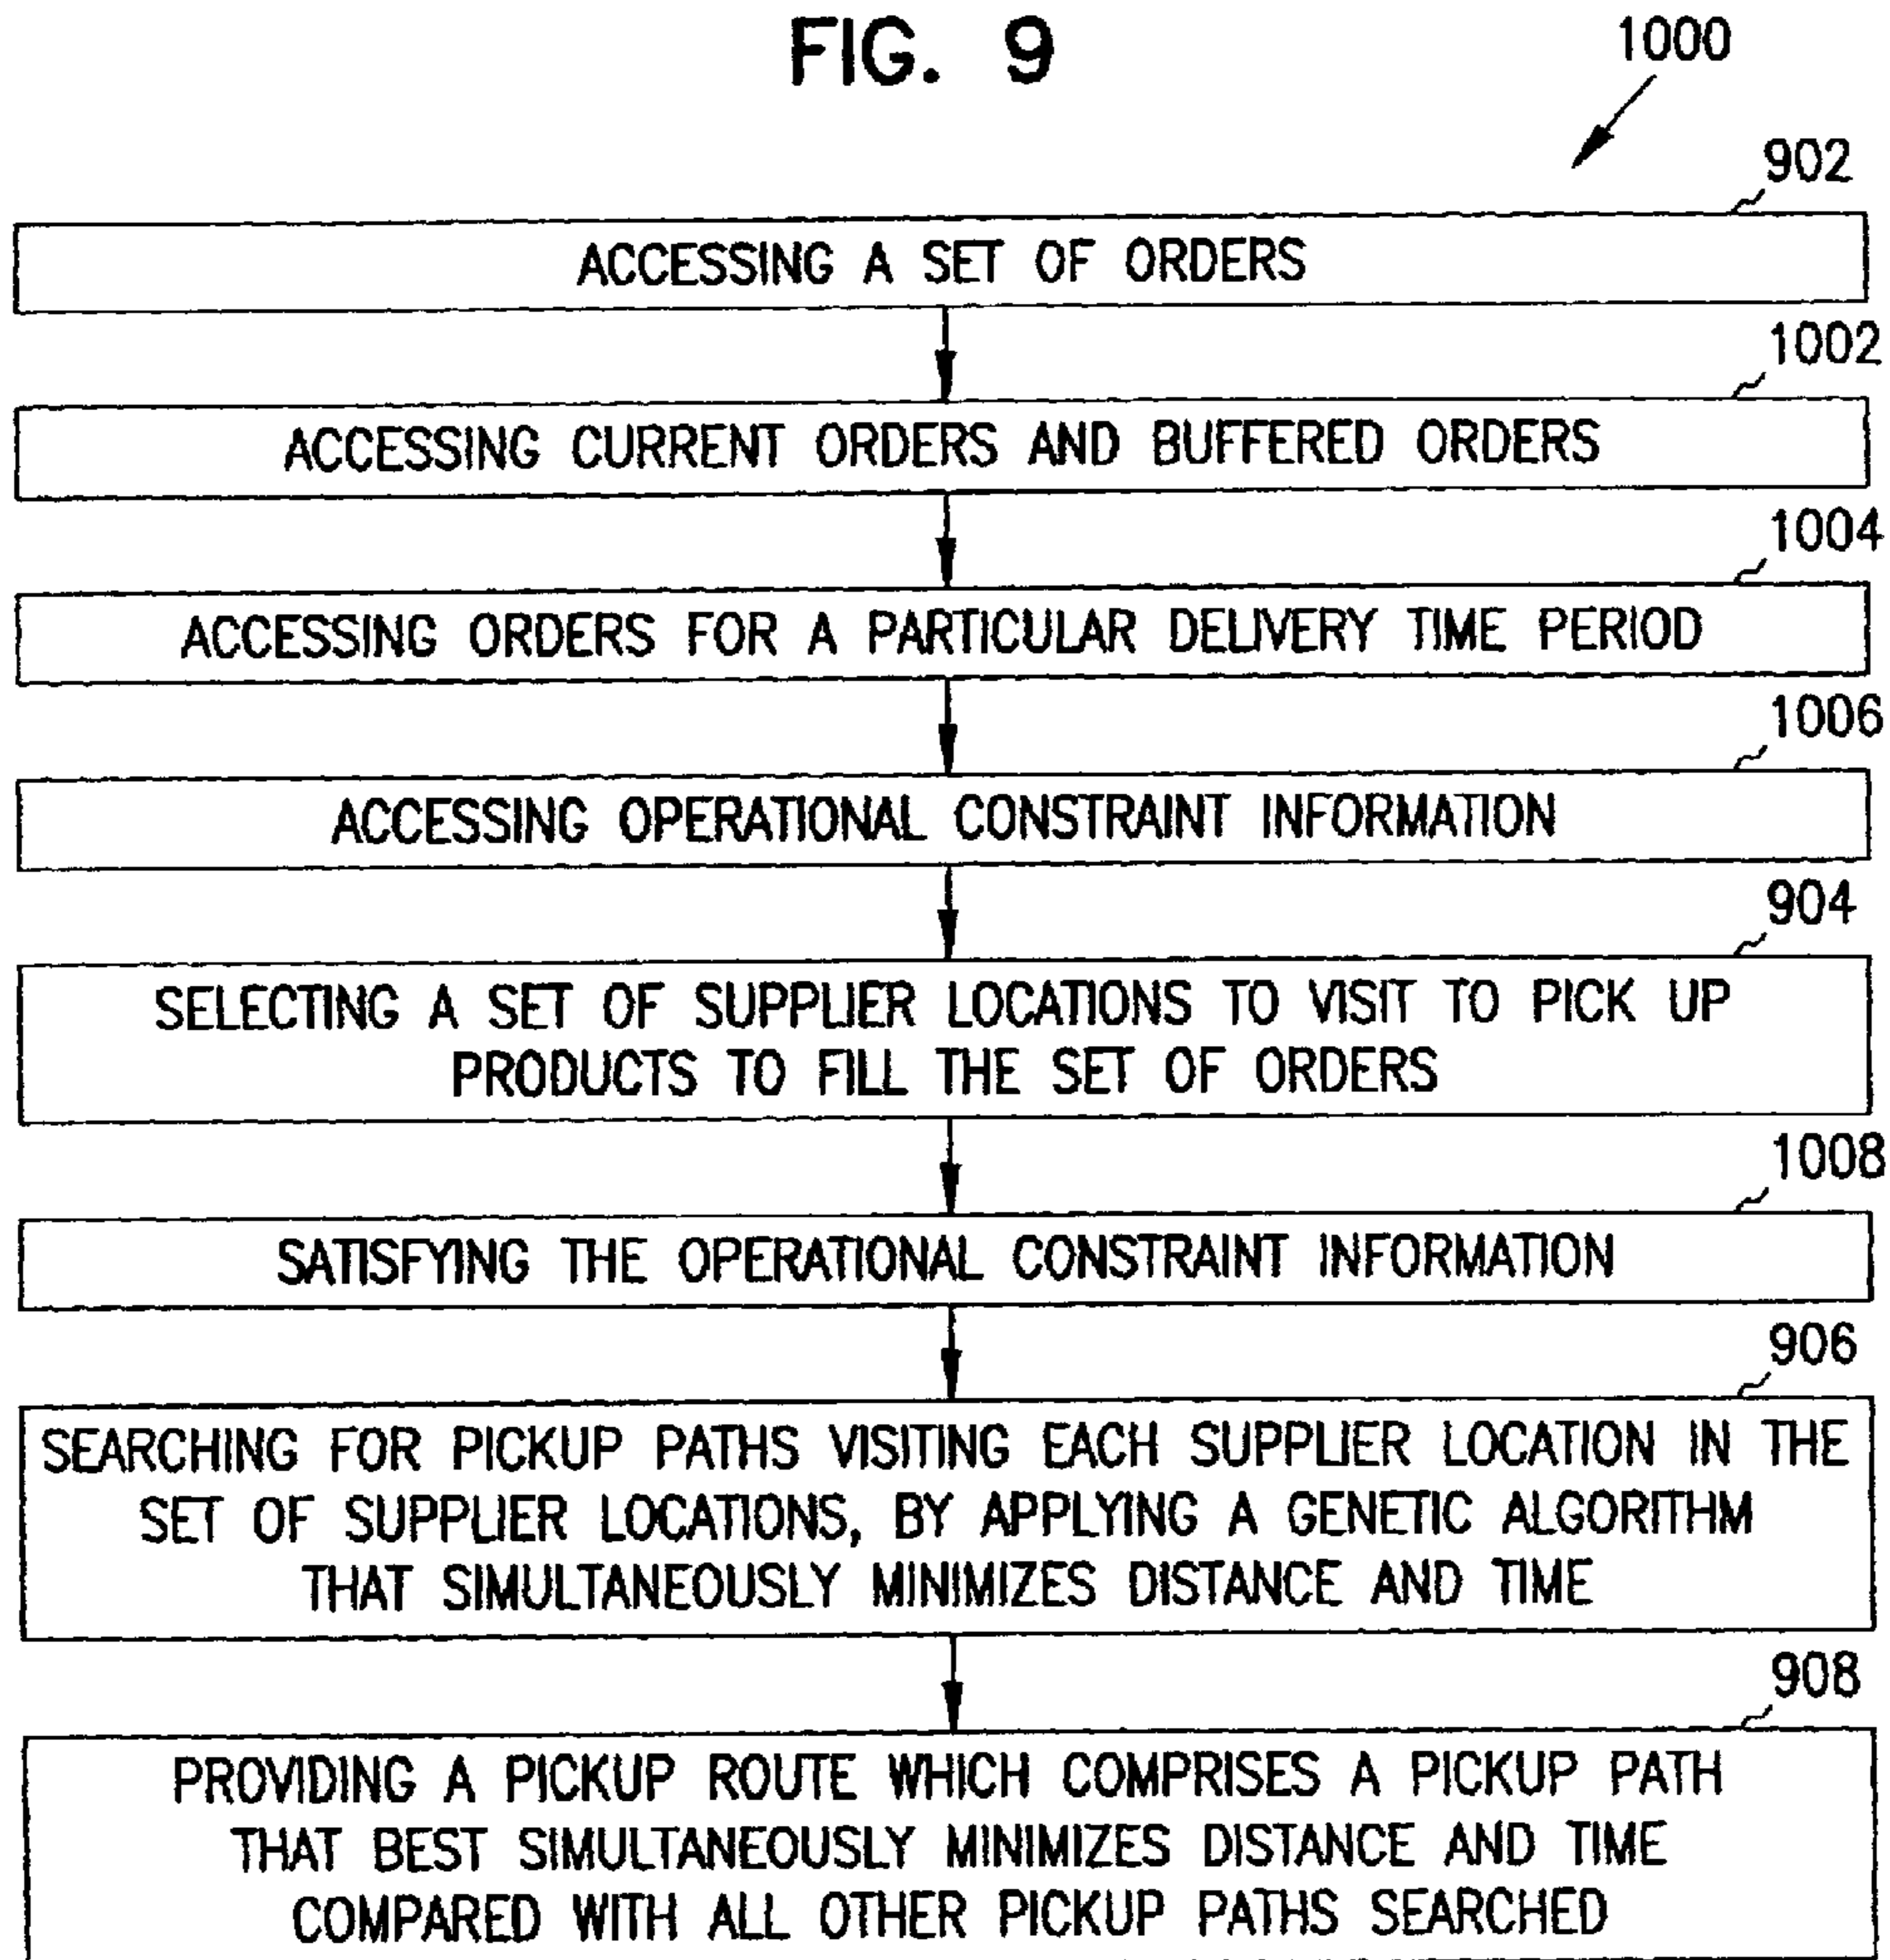 FIG. 9
1000
902
ACCESSING A SET OF ORDERS
1002
ACCESSING CURRENT ORDERS AND BUFFERED ORDERS
1004
ACCESSING ORDERS FOR A PARTICULAR DELIVERY TIME PERIOD
1006
ACCESSING OPERATIONAL CONSTRAINT INFORMATION
904
SELECTING A SET OF SUPPLIER LOCATIONS TO VISIT TO PICK UP
PRODUCTS TO FILL THE SET OF ORDERS
1008
SATISFYING THE OPERATIONAL CONSTRAINT INFORMATION
906
SEARCHING FOR PICKUP PATHS VISITING EACH SUPPLIER LOCATION IN THE
SET OF SUPPLIER LOCATIONS, BY APPLYING A GENETIC ALGORITHM
THAT SIMULTANEOUSLY MINIMIZES DISTANCE AND TIME
908
PROVIDING A PICKUP ROUTE WHICH COMPRISES A PICKUP PATH
THAT BEST SIMULTANEOUSLY MINIMIZES DISTANCE AND TIME
COMPARED WITH ALL OTHER PICKUP PATHS SEARCHED